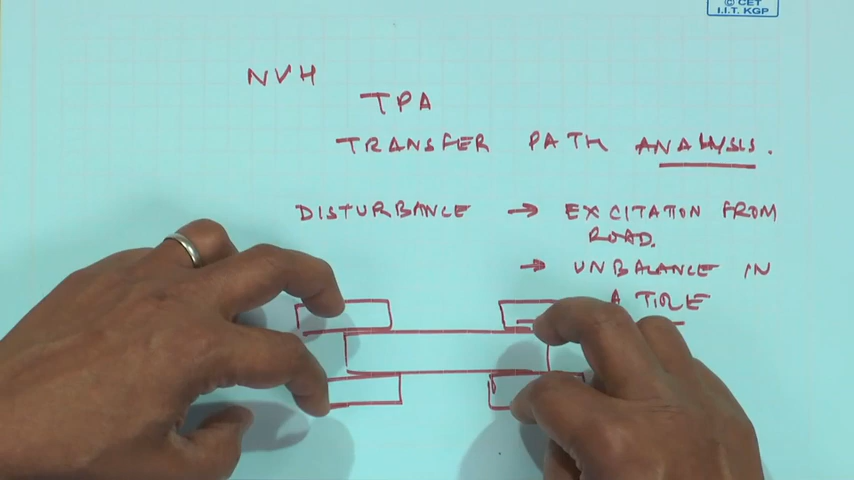 © CET
I.I.T. KGP
NVH
TPA
TRANSFER PATH ANALYSIS.
DISTURBANCE → EXCITATION FROM
ROAD.
→ UNBALANCE IN
A TIRE